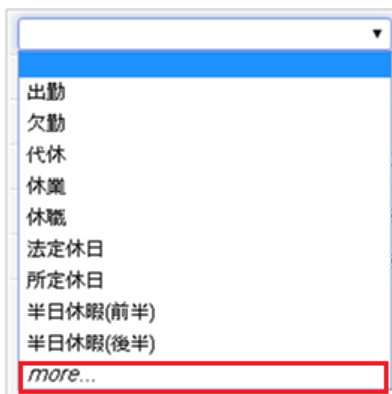 出勤
欠勤
代休
休業
休職
法定休日
所定休日
半日休暇(前半)
半日休暇(後半)
more...